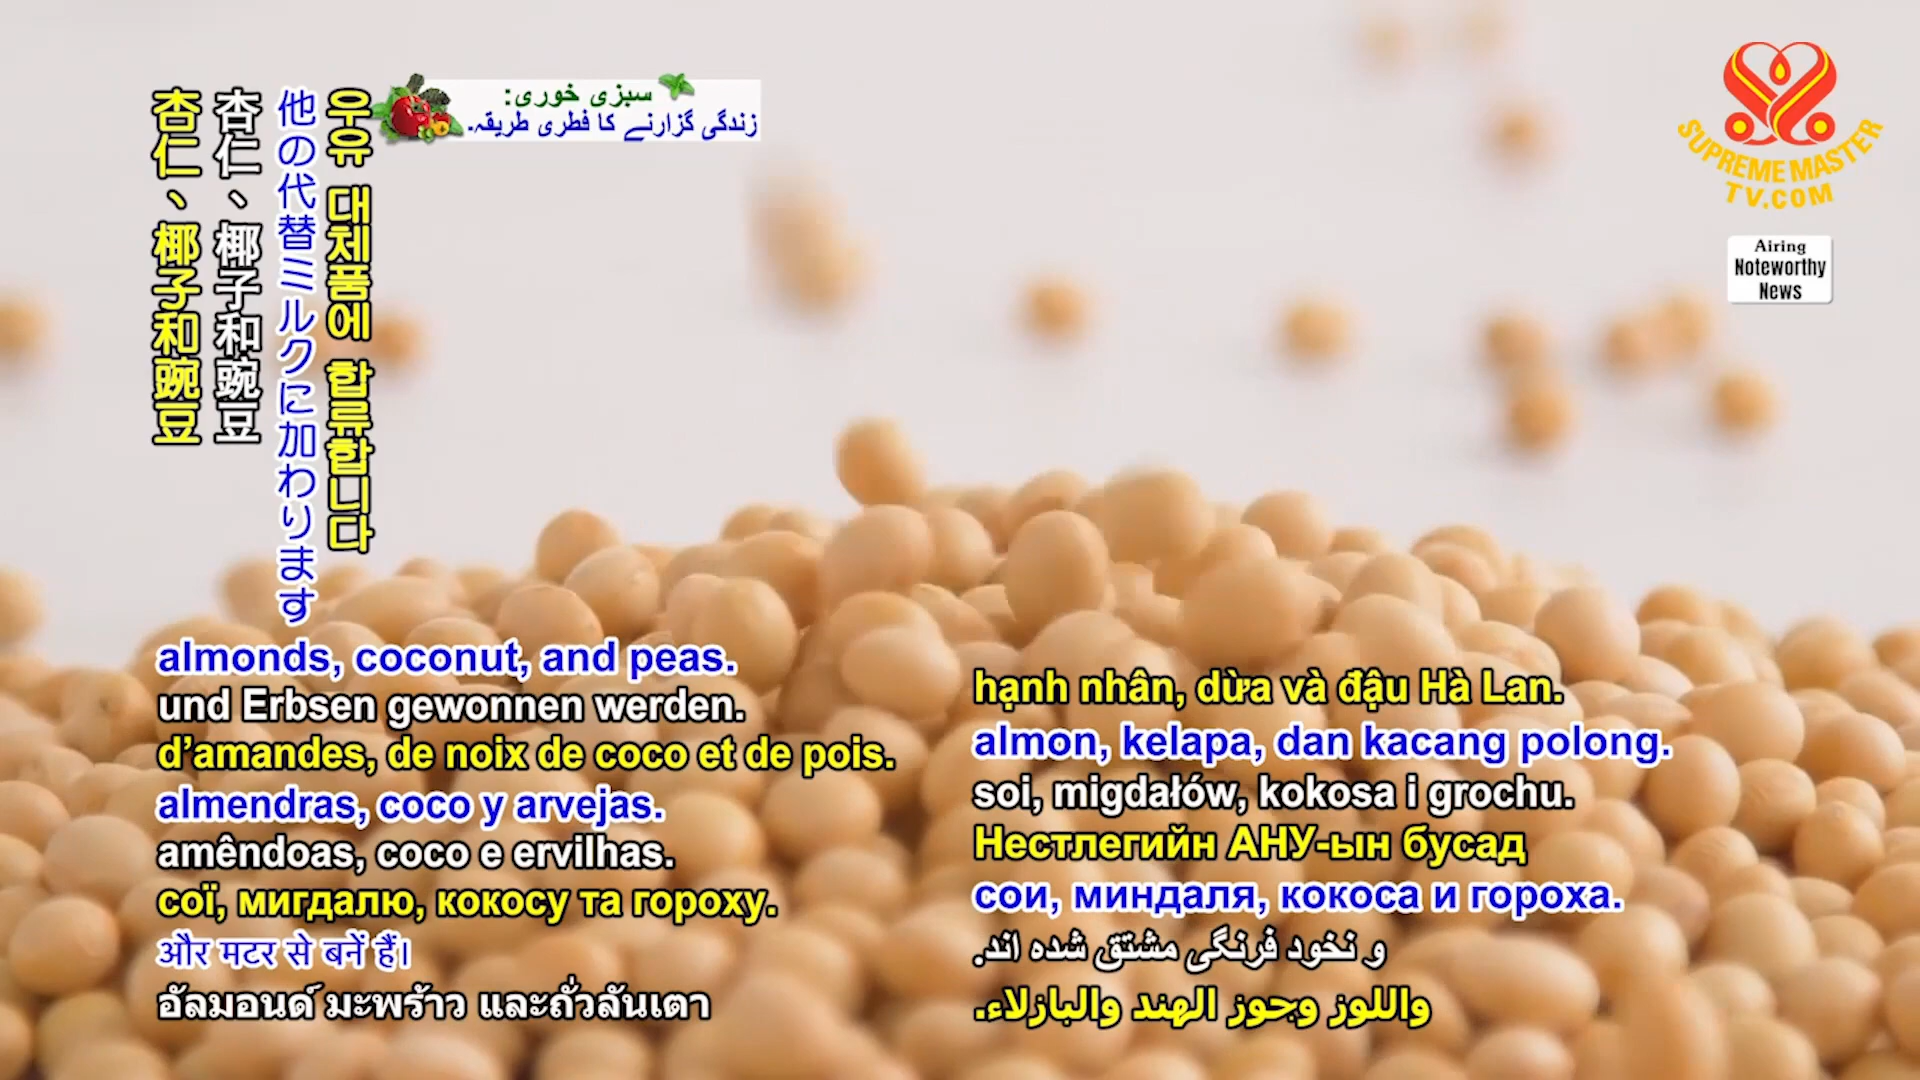 杏仁、椰子和豌豆
杏仁、椰子和豌豆
他の代替ミルクに加わります
우유 대체품에 합류합니다
سبزی خوری:
زندگی گزارنے کا فطری طریقہ.
SUPREME MASTER
TV.COM
Airing
Noteworthy
News
almonds, coconut, and peas.
und Erbsen gewonnen werden.
d’amandes, de noix de coco et de pois.
almendras, coco y arvejas.
amêndoas, coco e ervilhas.
сої, мигдалю, кокосу та гороху.
और मटर से बनें हैं।
อัลมอนด์ มะพร้าว และถั่วลันเตา
hạnh nhân, dừa và đậu Hà Lan.
almon, kelapa, dan kacang polong.
soi, migdałów, kokosa i grochu.
Нестлегийн АНУ-ын бусад
сои, миндаля, кокоса и гороха.
و نخود فرنگی مشتق شده اند.
واللوز وجوز الهند والبازلاء.